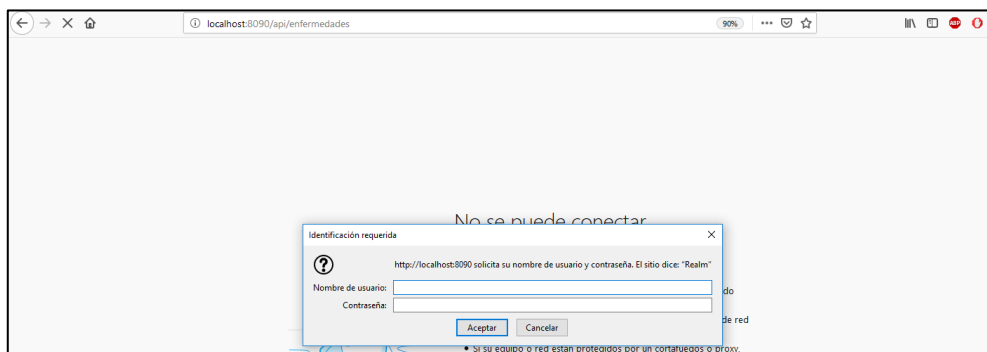 localhost:8090/api/enfermedades
90%
ABP
No se puede conectar
Identificación requerida
http://localhost:8090 solicita su nombre de usuario y contraseña. El sitio dice: "Realm"
Nombre de usuario:
do
Contraseña:
de red
Aceptar
Cancelar
• Si su equipo o red están protegidos por un cortafuegos o proxy,